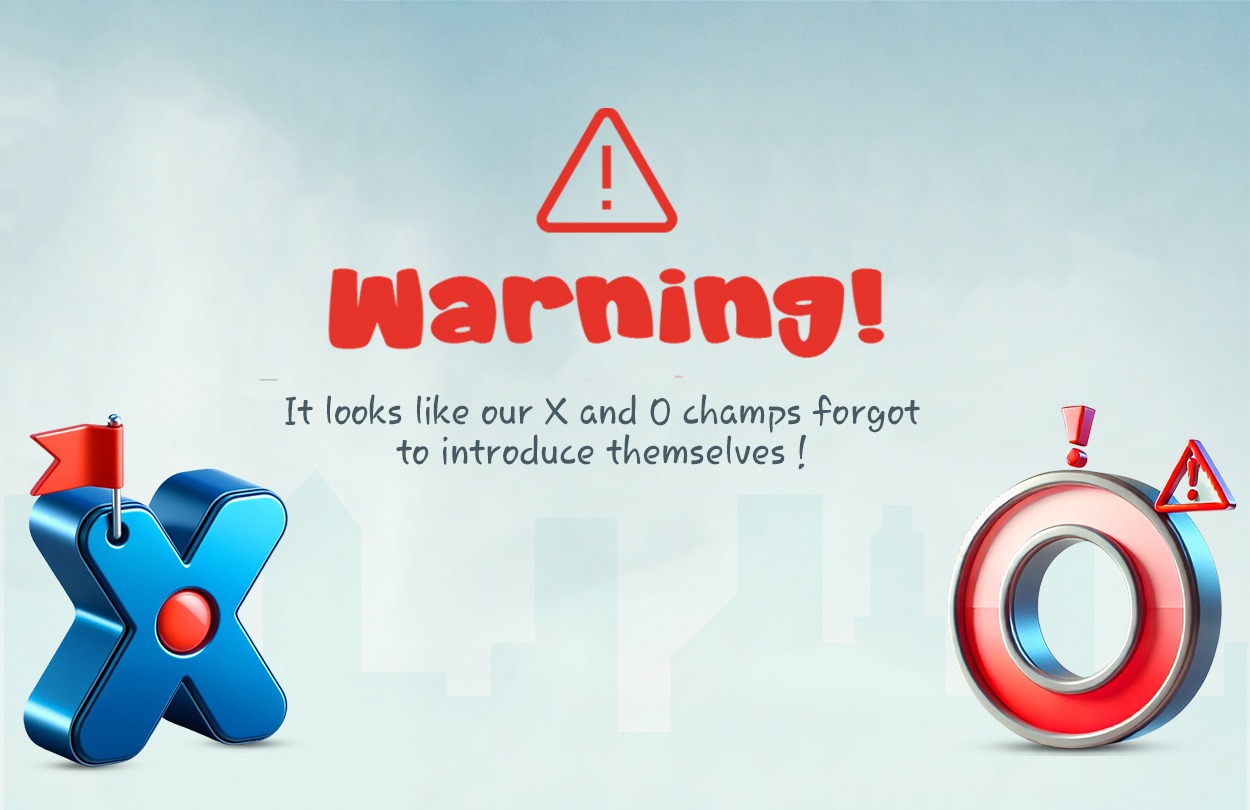 Warning!
It looks like our X and O champs forgot
to introduce themselves !